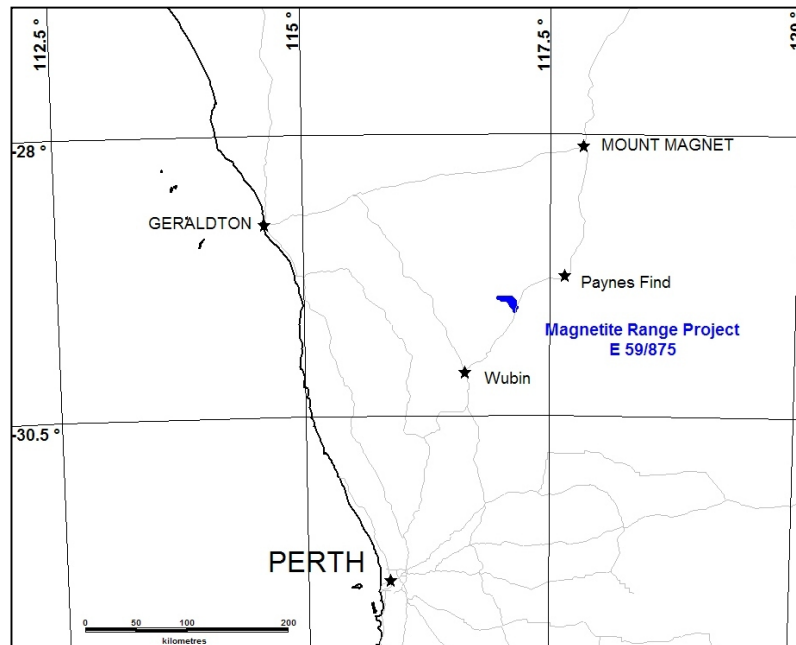 112.5 °
115 °
117.5 °
120 °
-28 °
MOUNT MAGNET
GERALDTON
Paynes Find
Magnetite Range Project
E 59/875
Wubin
-30.5 °
PERTH
0 50 100 200
kilometres